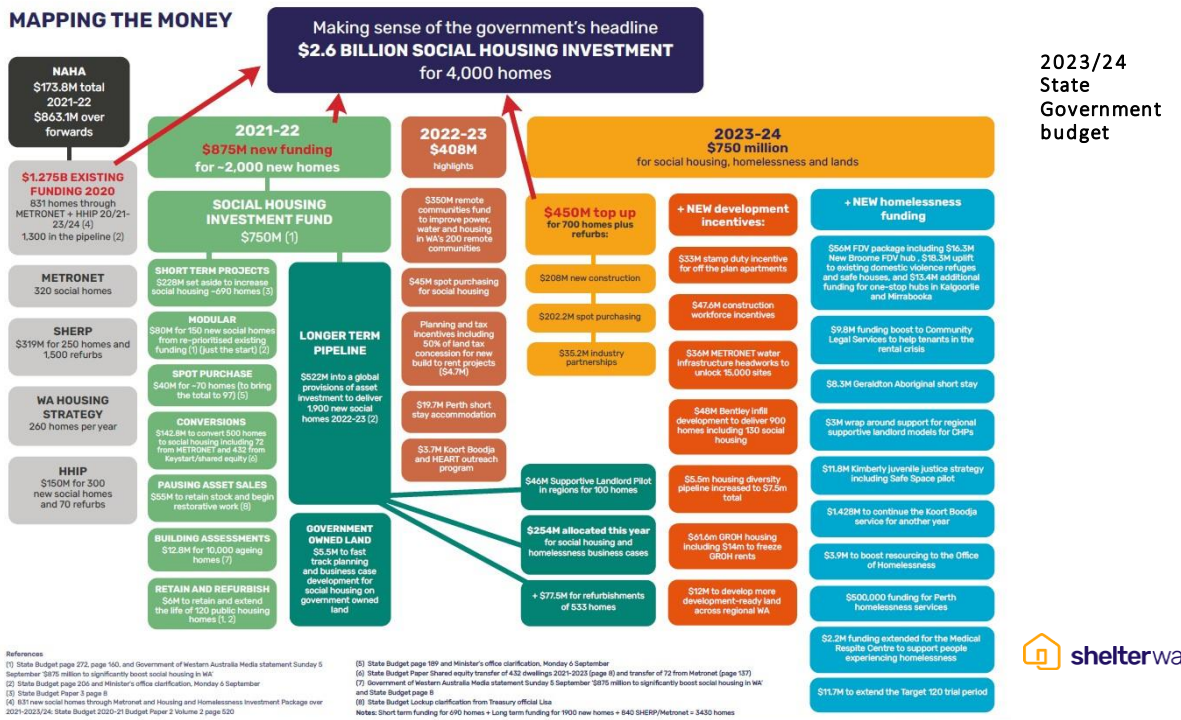 MAPPING THE MONEY
Making sense of the government's headline
$2.6 BILLION SOCIAL HOUSING INVESTMENT
for 4,000 homes
2023/24
State
Government
budget
NAHA
$173.8M total
2021-22
$863.1M over
forwards
$1.275B EXISTING
FUNDING 2020
831 homes through
METRONET + HHIP 20/21-
23/24 (4)
1,300 in the pipeline (2)
METRONET
320 social homes
SHERP
$319M for 250 homes and
1,500 refurbs
WA HOUSING
STRATEGY
260 homes per year
HHIP
$150M for 300
new social homes
and 70 refurbs
2021-22
$875M new funding
for ~2,000 new homes
SOCIAL HOUSING
INVESTMENT FUND
$750M (1)
SHORT TERM PROJECTS
$228M set aside to increase
social housing ~690 homes (3)
MODULAR
$80M for 150 new social homes
from re-prioritised existing
funding (1) (just the start) (2)
SPOT PURCHASE
$40M for ~70 homes (to bring
the total to 97) (5)
CONVERSIONS
$142.8M to convert 500 homes
to social housing including 72
from METRONET and 432 from
Keystart/shared equity (6)
PAUSING ASSET SALES
$55M to retain stock and begin
restorative work (8)
BUILDING ASSESSMENTS
$12.8M for 10,000 ageing
homes (7)
RETAIN AND REFURBISH
$6M to retain and extend
the life of 120 public housing
homes (1, 2)
LONGER TERM
PIPELINE
$522M into a global
provisions of asset
investment to deliver
1,900 new social
homes 2022-23 (2)
GOVERNMENT
OWNED LAND
$5.5M to fast
track planning
and business case
development for
social housing on
government owned
land
2022-23
$408M
highlights
$350M remote
communities fund
to improve power,
water and housing
in WA's 200 remote
communities
$45M spot purchasing
for social housing
Planning and tax
incentives including
50% of land tax
concession for new
build to rent projects
($4.7M)
$19.7M Perth short
stay accommodation
$3.7M Koort Boodja
and HEART outreach
program
2023-24
$750 million
for social housing, homelessness and lands
$450M top up
for 700 homes plus
refurbs:
$208M new construction
$202.2M spot purchasing
$35.2M industry
partnerships
$46M Supportive Landlord Pilot
in regions for 100 homes
$254M allocated this year
for social housing and
homelessness business cases
+ $77.5M for refurbishments
of 533 homes
+ NEW development
incentives:
$33M stamp duty incentive
for off the plan apartments
$47.6M construction
workforce incentives
$36M METRONET water
infrastructure headworks to
unlock 15,000 sites
$48M Bentley infill
development to deliver 900
homes including 130 social
housing
$5.5m housing diversity
pipeline increased to $7.5m
total
$61.6m GROH housing
including $14m to freeze
GROH rents
$12M to develop more
development-ready land
across regional WA
+ NEW homelessness
funding
$56M FDV package including $16.3M
New Broome FDV hub , $18.3M uplift
to existing domestic violence refuges
and safe houses, and $13.4M additional
funding for one-stop hubs in Kalgoorlie
and Mirrabooka
$9.8M funding boost to Community
Legal Services to help tenants in the
rental crisis
$8.3M Geraldton Aboriginal short stay
$3M wrap around support for regional
supportive landlord models for CHPs
$11.8M Kimberly juvenile justice strategy
including Safe Space pilot
$1.428M to continue the Koort Boodja
service for another year
$3.9M to boost resourcing to the Office
of Homelessness
$500,000 funding for Perth
homelessness services
$2.2M funding extended for the Medical
Respite Centre to support people
experiencing homelessness
$11.7M to extend the Target 120 trial period
References
(1) State Budget page 272, page 160, and Government of Western Australia Media statement Sunday 5
September '$875 million to significantly boost social housing in WA'
(2) State Budget page 206 and Minister's office clarification, Monday 6 September
(3) State Budget Paper 3 page 8
(4) 831 new social homes through Metronet and Housing and Homelessness Investment Package over
2021-2023/24; State Budget 2020-21 Budget Paper 2 Volume 2 page 520
(5) State Budget page 189 and Minister's office clarification, Monday 6 September
(6) State Budget Paper Shared equity transfer of 432 dwellings 2021-2023 (page 8) and transfer of 72 from Metronet (page 137)
(7) Government of Western Australia Media statement Sunday 5 September '$875 million to significantly boost social housing in WA'
and State Budget page 8
(8) State Budget Lockup clarification from Treasury official Lisa
Notes: Short term funding for 690 homes + Long term funding for 1900 new homes + 840 SHERP/Metronet = 3430 homes
shelterwa